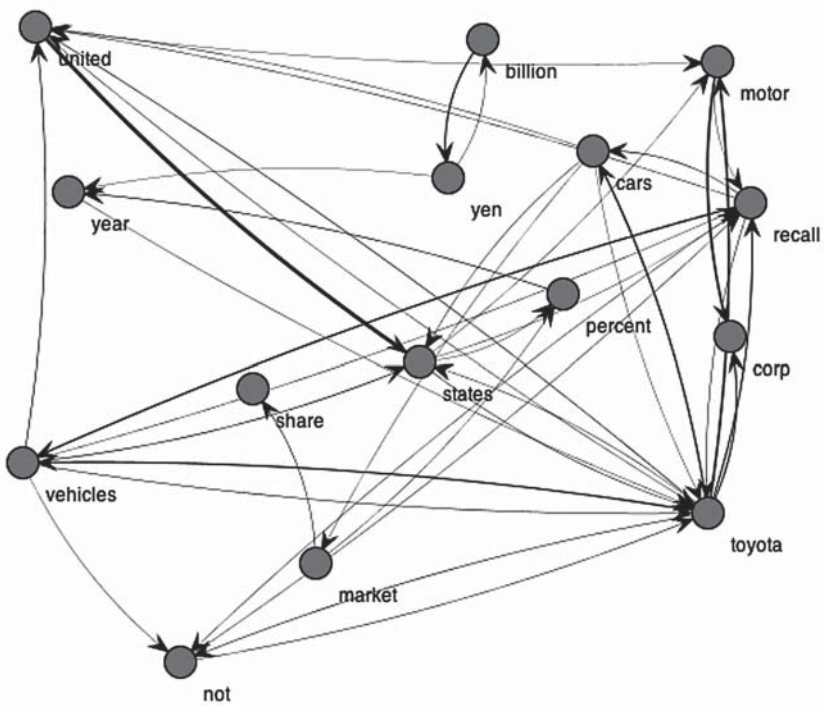 united
billion
motor
cars
yen
recall
year
percent
corp
states
share
vehicles
toyota
market
not